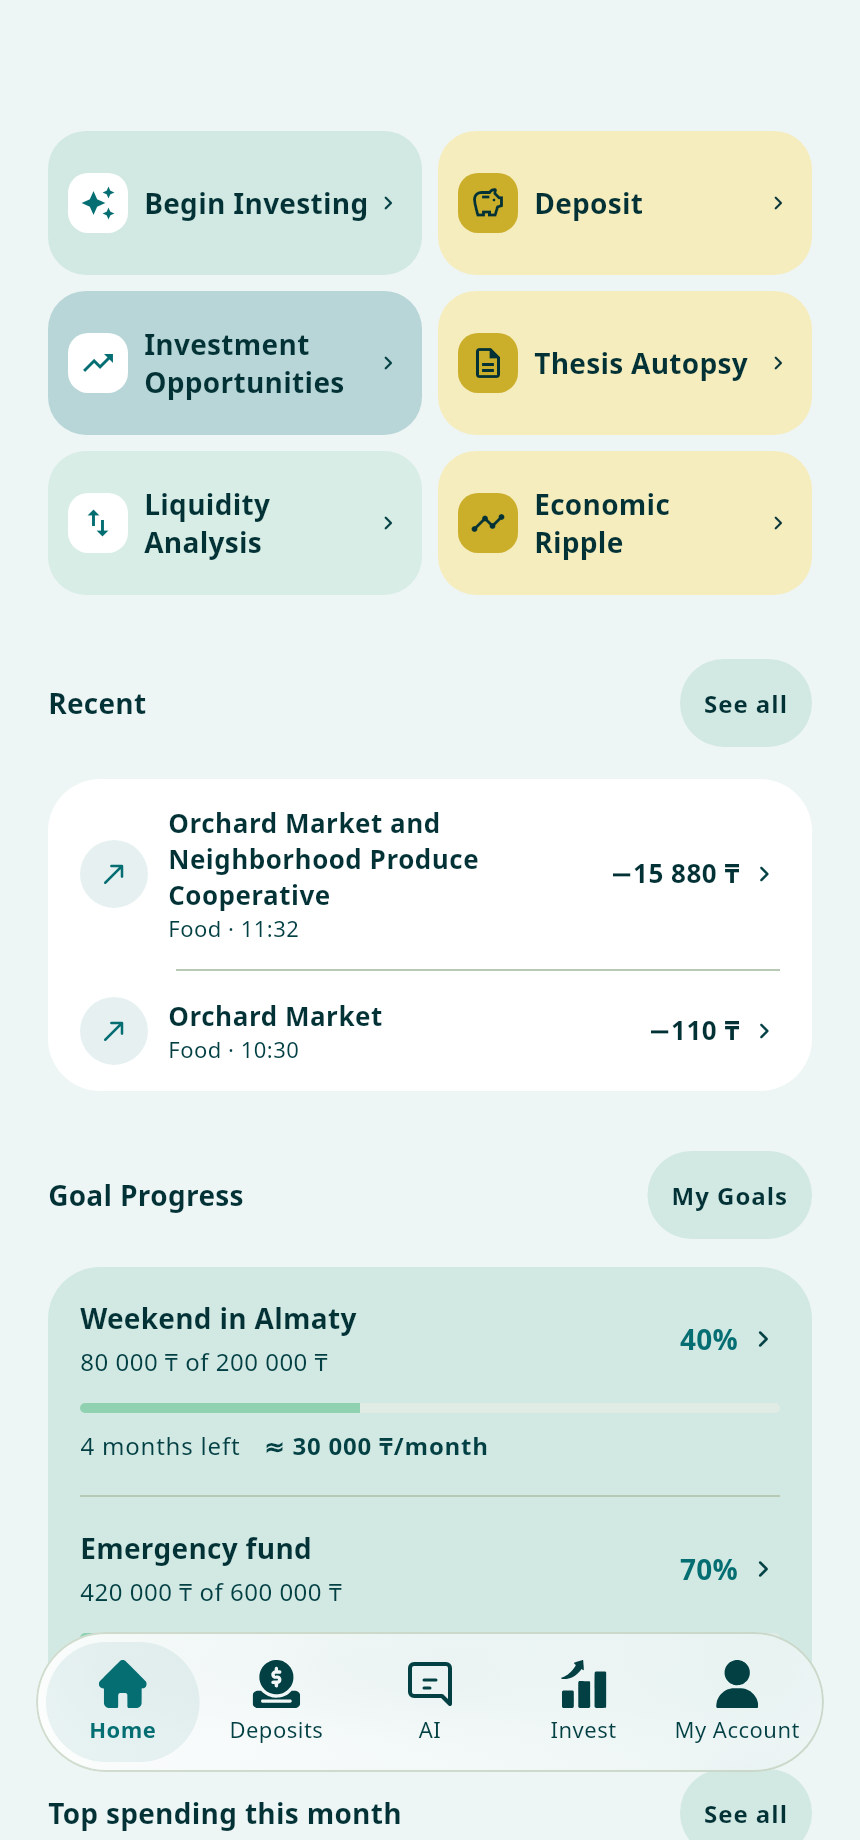 Begin Investing
Deposit
Investment
Opportunities
Thesis Autopsy
Liquidity
Analysis
Economic
Ripple
Recent
See all
Orchard Market and
Neighborhood Produce
Cooperative
Food · 11:32
−15 880 ₸
Orchard Market
Food · 10:30
−110 ₸
Goal Progress
My Goals
Weekend in Almaty
80 000 ₸ of 200 000 ₸
40%
4 months left ≈ 30 000 ₸/month
Emergency fund
420 000 ₸ of 600 000 ₸
70%
Home
Deposits
AI
Invest
My Account
Top spending this month
See all